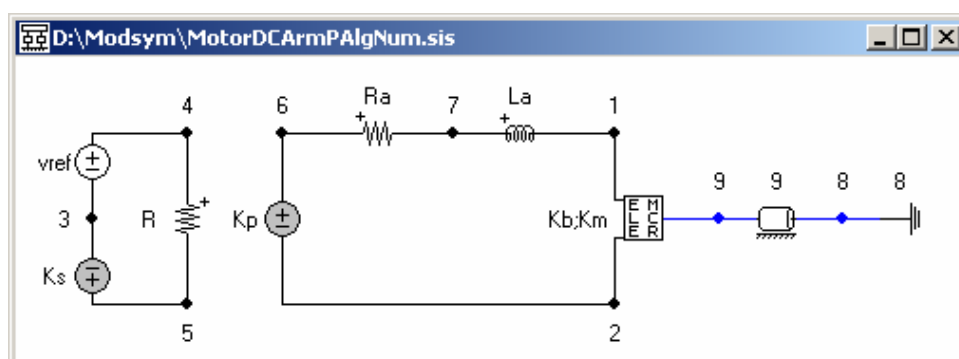 D:\Modsym\MotorDCArmPAlgNum.sis
4 6 Ra 7 La 1
+ +
vref ±
9 9 8 8
+
3 R Kp ± Kb;Km
E M
L C
E R
Ks ∓
5 2